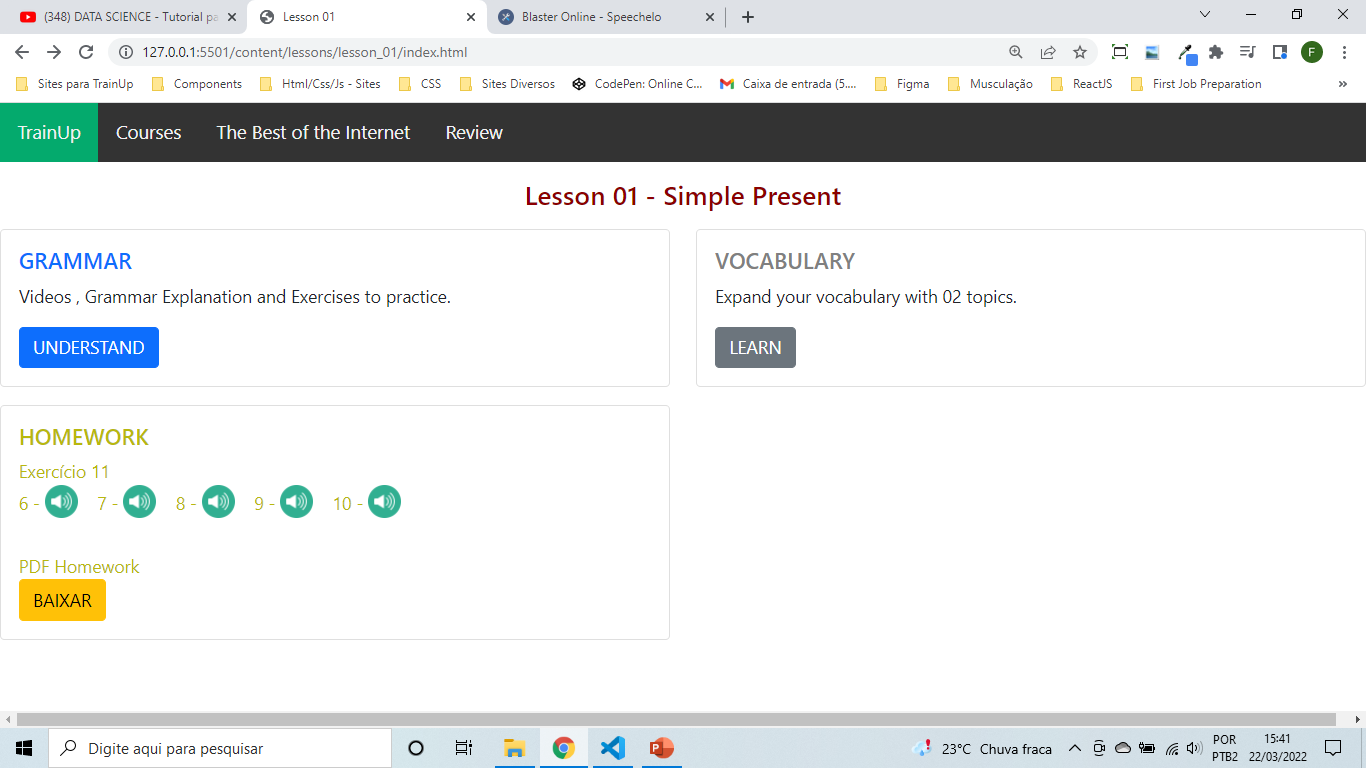 (348) DATA SCIENCE - Tutorial pa
Lesson 01
Blaster Online - Speechelo
127.0.0.1:5501/content/lessons/lesson_01/index.html
F
Sites para TrainUp
Components
Html/Css/Js - Sites
CSS
Sites Diversos
CodePen: Online C...
Caixa de entrada (5....
Figma
Musculação
ReactJS
First Job Preparation
»
TrainUp
Courses
The Best of the Internet
Review
Lesson 01 - Simple Present
GRAMMAR
Videos , Grammar Explanation and Exercises to practice.
UNDERSTAND
VOCABULARY
Expand your vocabulary with 02 topics.
LEARN
HOMEWORK
Exercício 11
6 - 7 - 8 - 9 - 10 -
PDF Homework
BAIXAR
Digite aqui para pesquisar
23°C Chuva fraca
POR
PTB2
15:41
22/03/2022